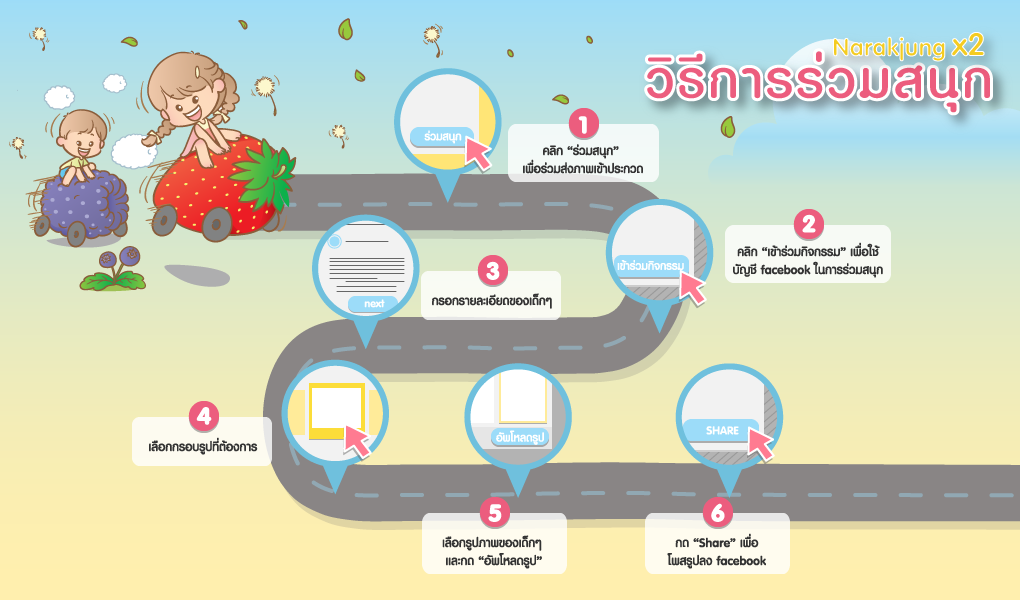 Narakjung x2
วิธีการร่วมสนุก
ร่วมสนุก
1
คลิก “ร่วมสนุก”
เพื่อร่วมส่งภาพเข้าประกวด
เข้าร่วมกิจกรรม
2
คลิก “เข้าร่วมกิจกรรม” เพื่อใช้
บัญชี facebook ในการร่วมสนุก
next
3
กรอกรายละเอียดของเด็กๆ
4
เลือกกรอบรูปที่ต้องการ
อัพโหลดรูป
5
เลือกรูปภาพของเด็กๆ
และกด “อัพโหลดรูป”
SHARE
6
กด “Share” เพื่อ
โพสรูปลง facebook